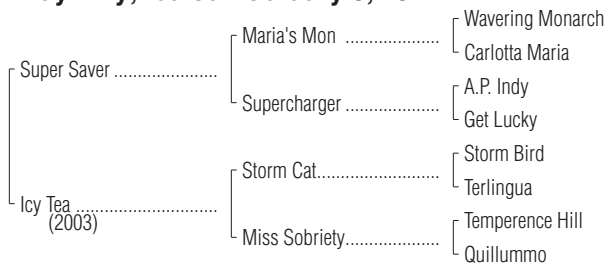 Wavering Monarch
Maria's Mon ....................
Carlotta Maria
Super Saver ......................
A.P. Indy
Supercharger ....................
Get Lucky
Storm Bird
Storm Cat..........................
Terlingua
Icy Tea ..............................
(2003)
Temperence Hill
Miss Sobriety....................
Quillummo